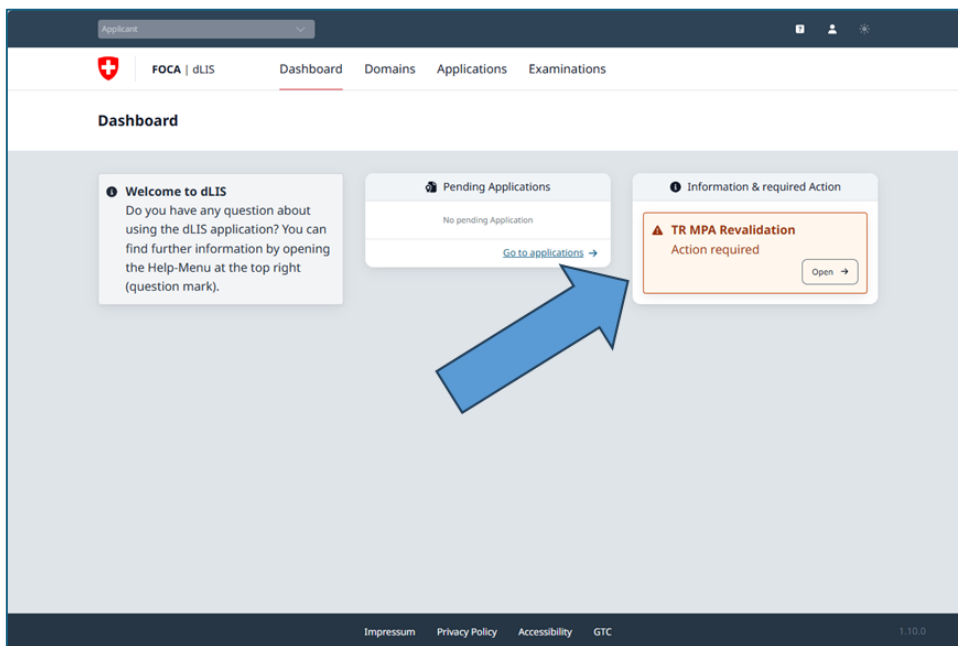 Applicant
FOCA | dLIS
Dashboard
Domains
Applications
Examinations
Dashboard
Welcome to dLIS
Do you have any question about
using the dLIS application? You can
find further information by opening
the Help-Menu at the top right
(question mark).
Pending Applications
No pending Application
Go to applications →
Information & required Action
TR MPA Revalidation
Action required
Open →
Impressum
Privacy Policy
Accessibility
GTC
1.10.0